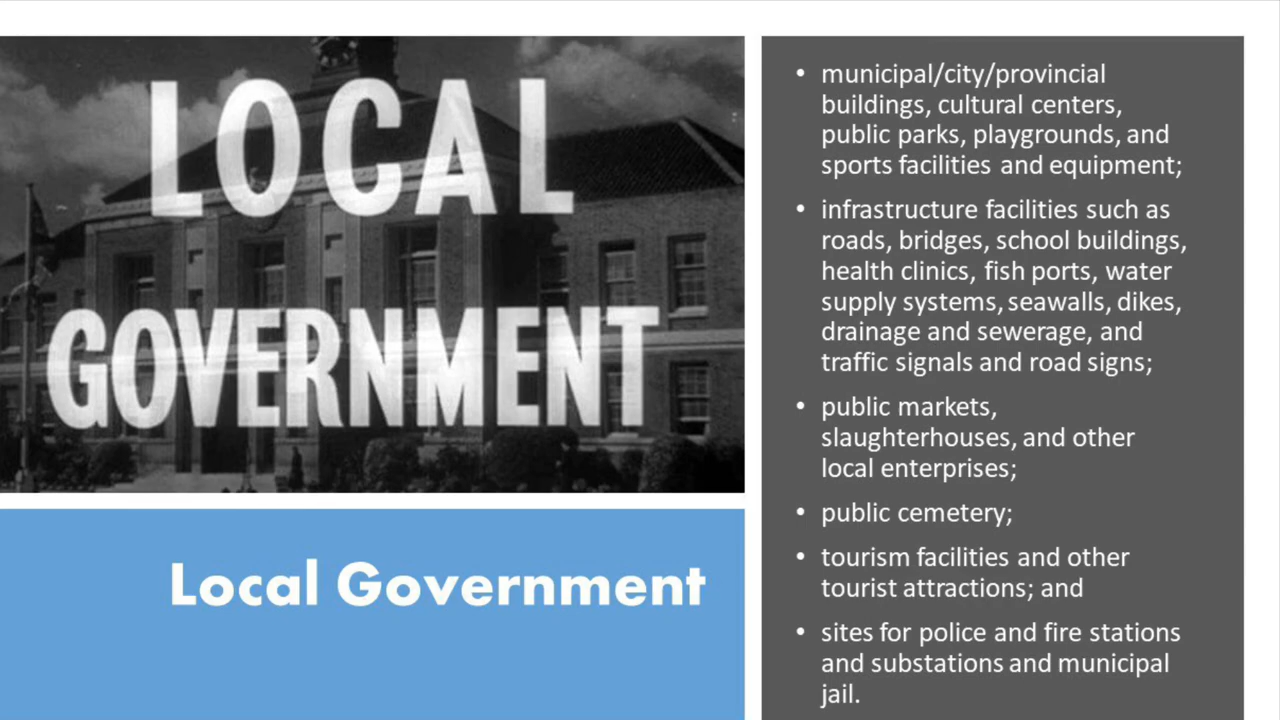 LOCAL
GOVERNMENT
Local Government
• municipal/city/provincial
buildings, cultural centers,
public parks, playgrounds, and
sports facilities and equipment;
• infrastructure facilities such as
roads, bridges, school buildings,
health clinics, fish ports, water
supply systems, seawalls, dikes,
drainage and sewerage, and
traffic signals and road signs;
• public markets,
slaughterhouses, and other
local enterprises;
• public cemetery;
• tourism facilities and other
tourist attractions; and
• sites for police and fire stations
and substations and municipal
jail.